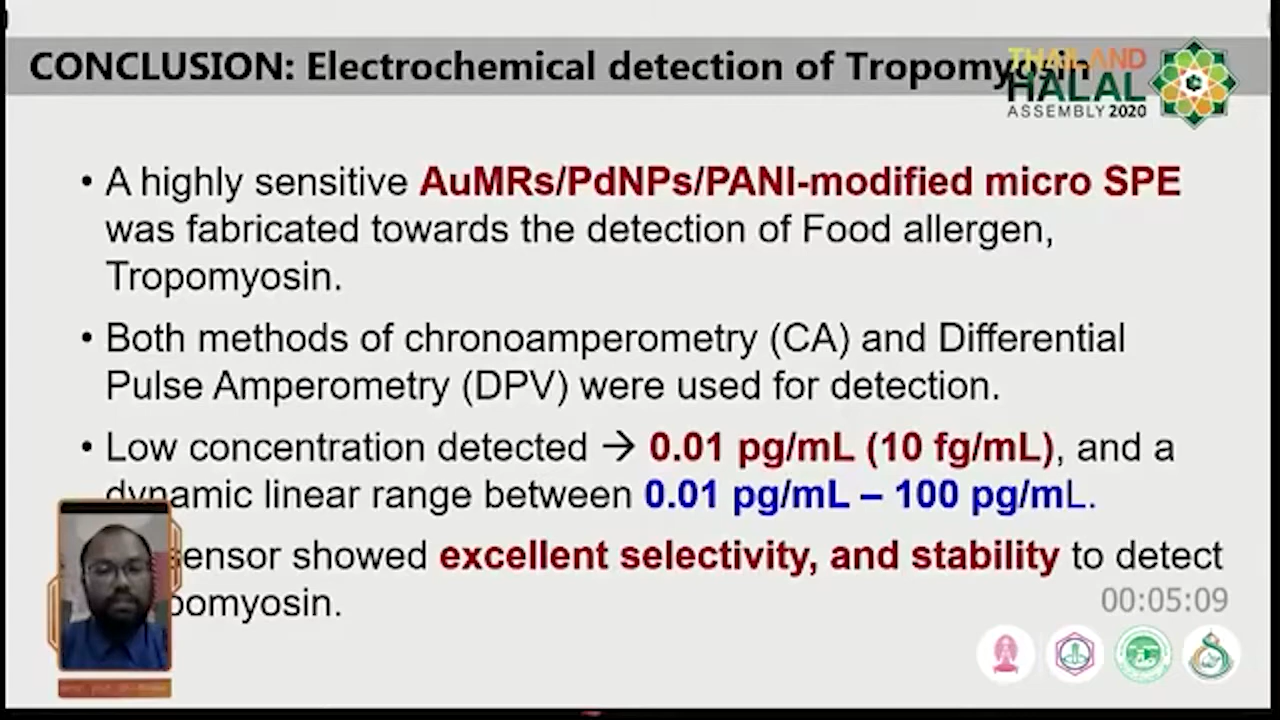 CONCLUSION: Electrochemical detection of Tropomyosin
THAILAND
HALAL
ASSEMBLY 2020
• A highly sensitive AuMRs/PdNPs/PANI-modified micro SPE
was fabricated towards the detection of Food allergen,
Tropomyosin.
• Both methods of chronoamperometry (CA) and Differential
Pulse Amperometry (DPV) were used for detection.
• Low concentration detected → 0.01 pg/mL (10 fg/mL), and a
dynamic linear range between 0.01 pg/mL – 100 pg/mL.
sensor showed excellent selectivity, and stability to detect
pomyosin.
00:05:09